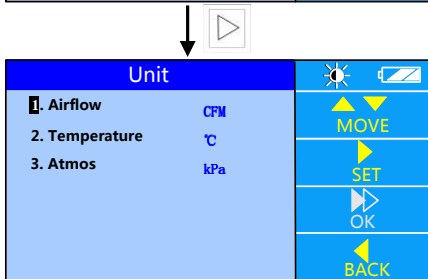 Unit
1. Airflow CFM
2. Temperature ℃
3. Atmos kPa
MOVE
SET
OK
BACK